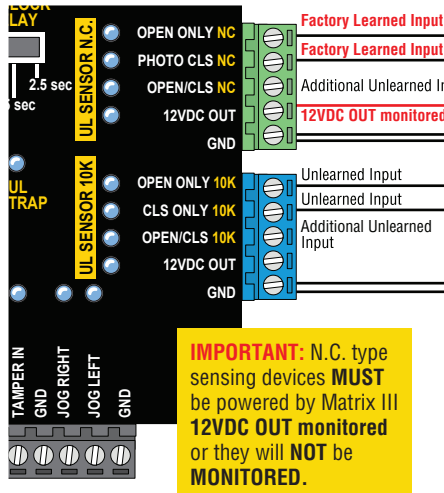 LAY
2.5 sec
sec
UL SENSOR N.C.
OPEN ONLY NC
PHOTO CLS NC
OPEN/CLS NC
12VDC OUT
GND
Factory Learned Input
Factory Learned Input
Additional Unlearned
12VDC OUT monitored
UL
TRAP
UL SENSOR 10K
OPEN ONLY 10K
CLS ONLY 10K
OPEN/CLS 10K
12VDC OUT
GND
Unlearned Input
Unlearned Input
Additional Unlearned
Input
TAMPER IN
GND
JOG RIGHT
JOG LEFT
GND
IMPORTANT: N.C. type
sensing devices MUST
be powered by Matrix III
12VDC OUT monitored
or they will NOT be
MONITORED.